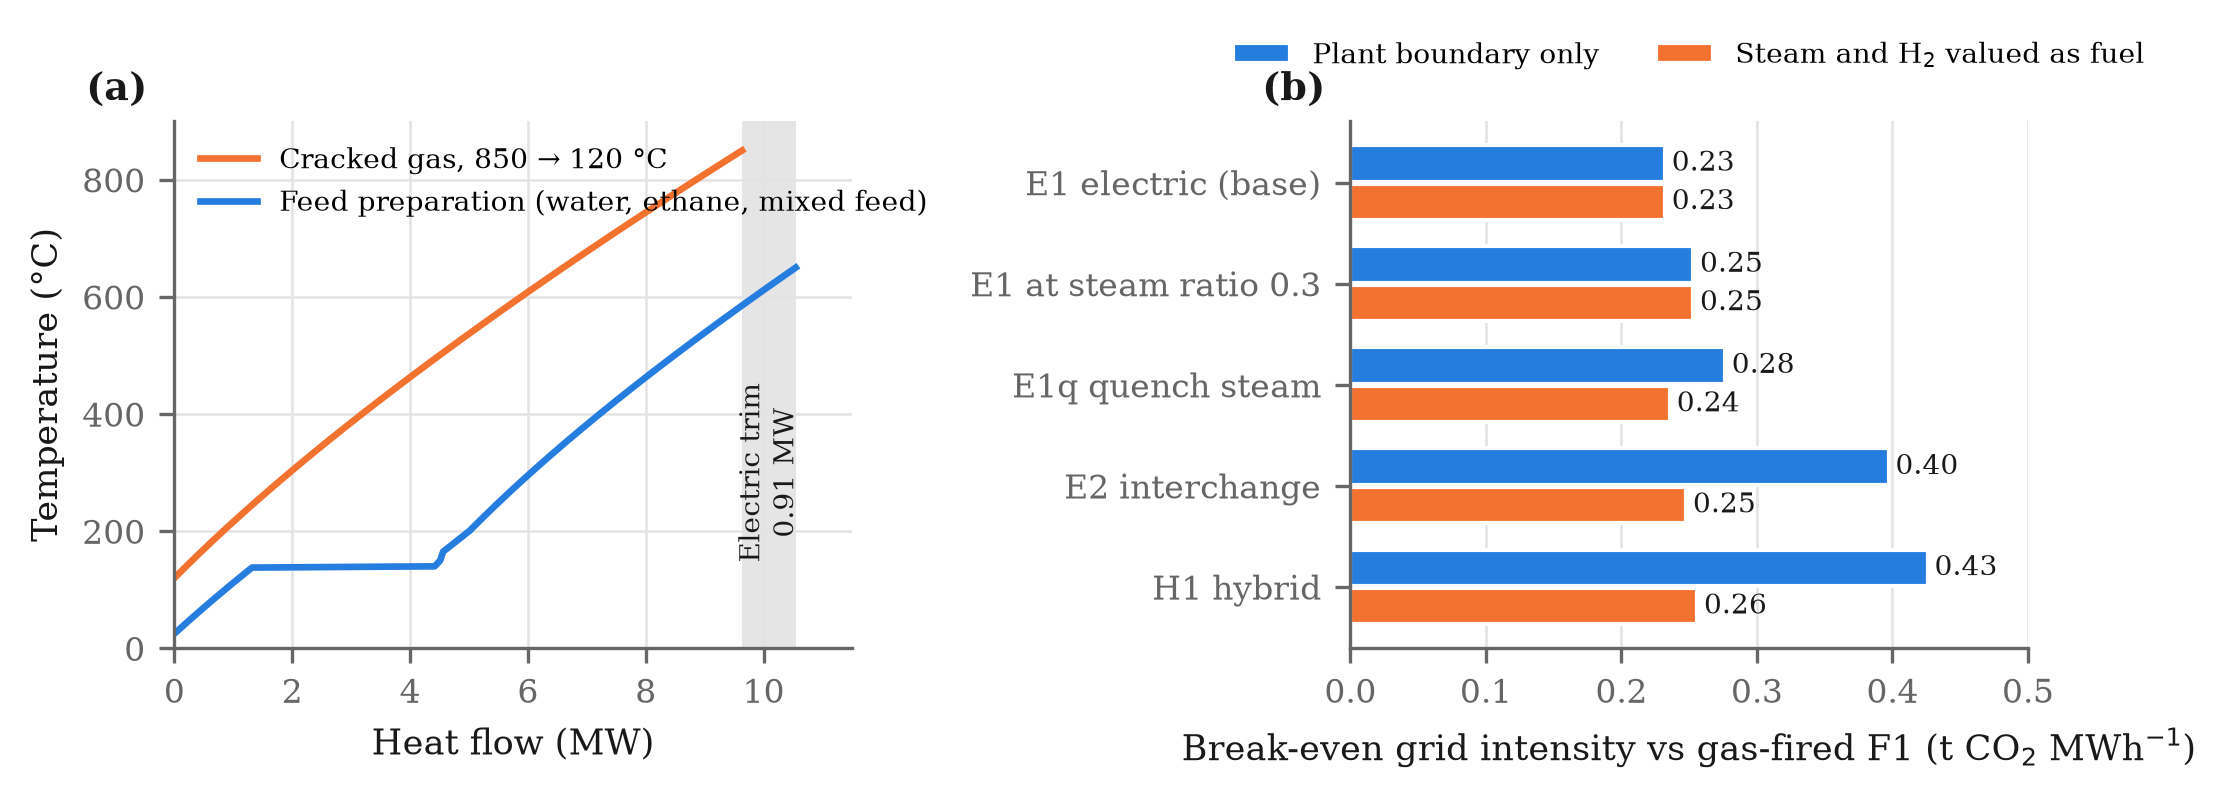 (a)
Cracked gas, 850 → 120 °C
Feed preparation (water, ethane, mixed feed)
Temperature (°C)
800
600
400
200
0
Electric trim
0.91 MW
0 2 4 6 8 10
Heat flow (MW)
Plant boundary only
Steam and H₂ valued as fuel
(b)
E1 electric (base)
0.23
0.23
E1 at steam ratio 0.3
0.25
0.25
E1q quench steam
0.28
0.24
E2 interchange
0.40
0.25
H1 hybrid
0.43
0.26
0.0 0.1 0.2 0.3 0.4 0.5
Break-even grid intensity vs gas-fired F1 (t CO₂ MWh⁻¹)